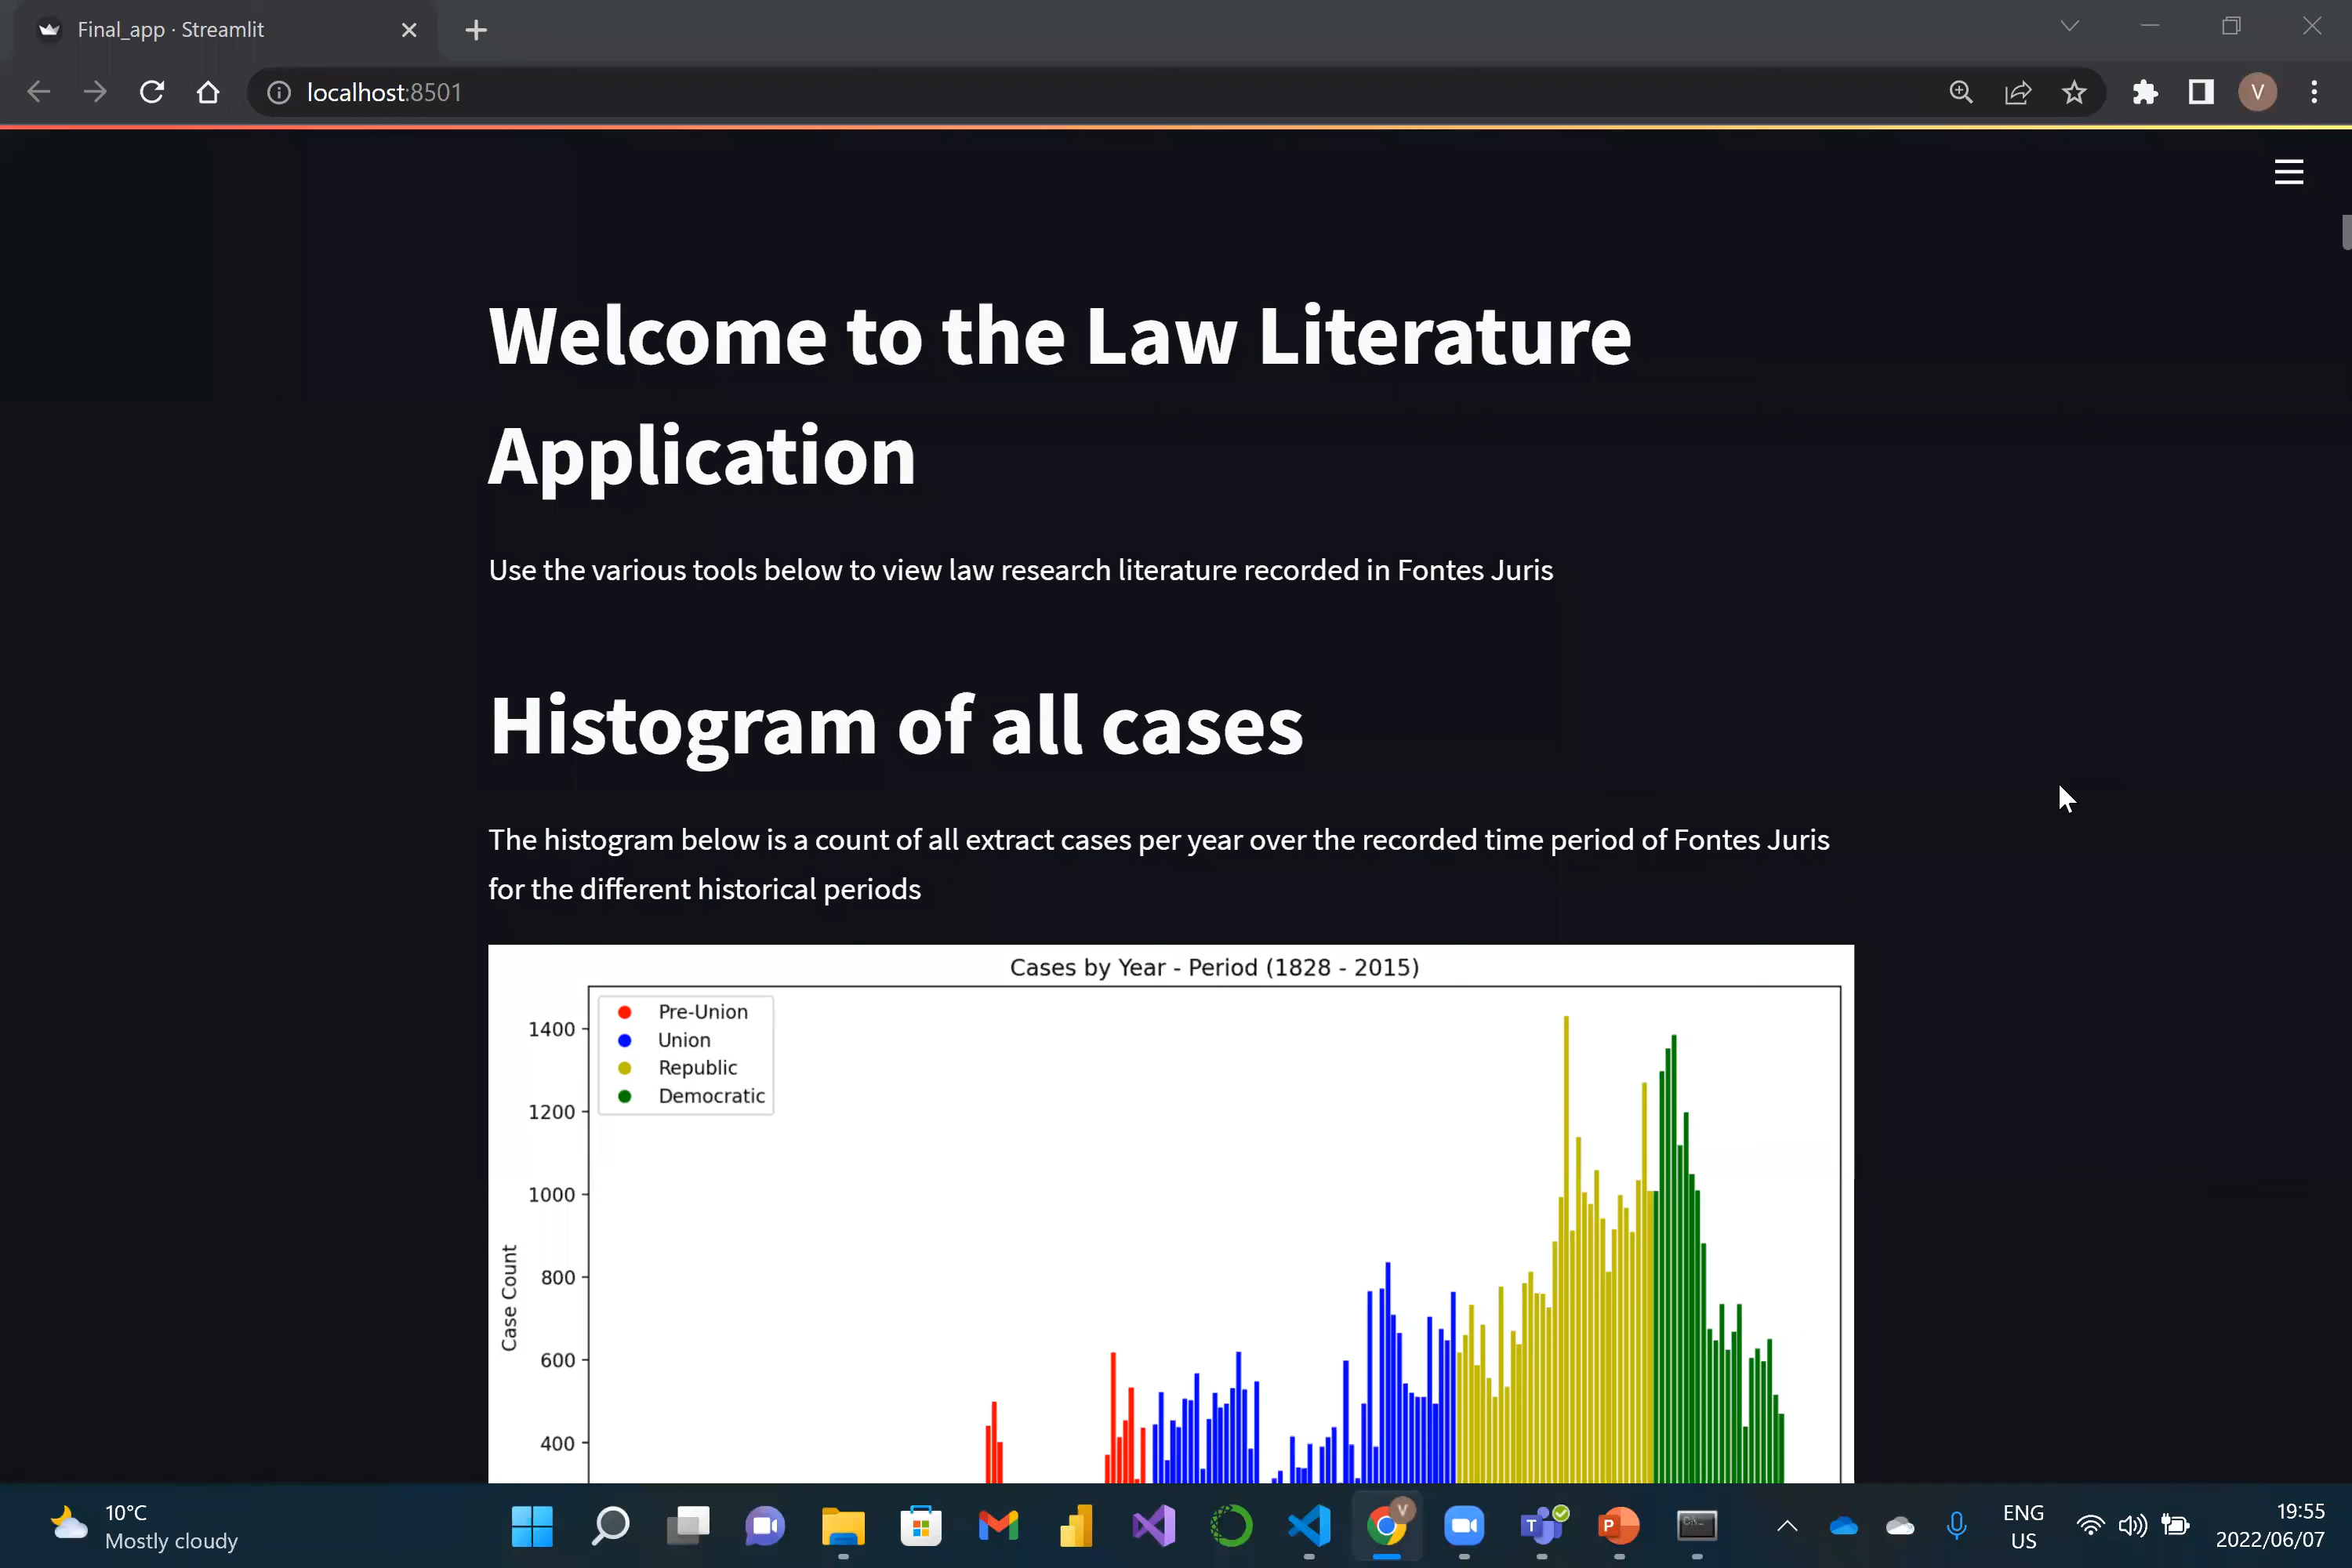 Final_app · Streamlit
localhost:8501
V
Welcome to the Law Literature
Application
Use the various tools below to view law research literature recorded in Fontes Juris
Histogram of all cases
The histogram below is a count of all extract cases per year over the recorded time period of Fontes Juris
for the different historical periods
Cases by Year - Period (1828 - 2015)
Pre-Union
Union
Republic
Democratic
1400
1200
1000
800
600
400
Case Count
10°C
Mostly cloudy
V
T
P
ENG
US
19:55
2022/06/07